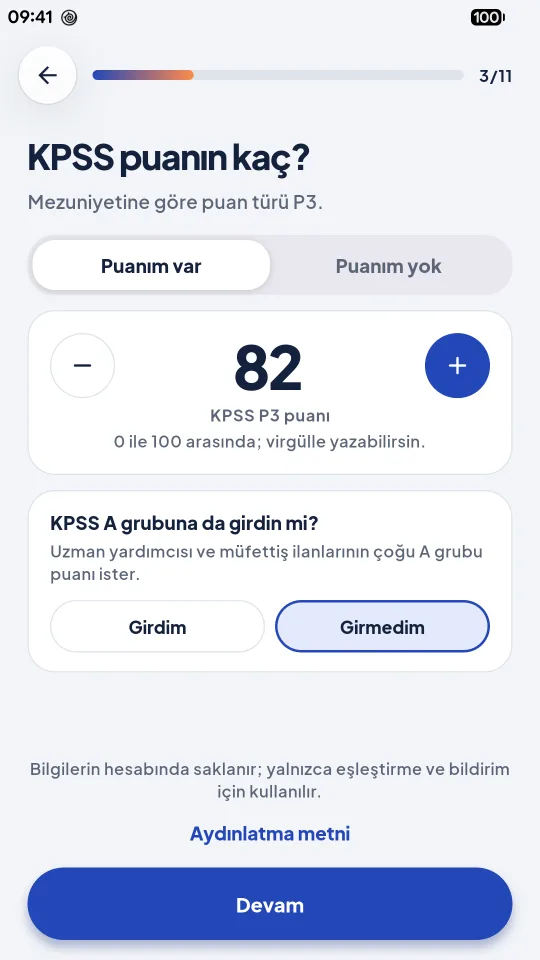 09:41
100
3/11
KPSS puanın kaç?
Mezuniyetine göre puan türü P3.
Puanım var
Puanım yok
82
KPSS P3 puanı
0 ile 100 arasında; virgülle yazabilirsin.
KPSS A grubuna da girdin mi?
Uzman yardımcısı ve müfettiş ilanlarının çoğu A grubu
puanı ister.
Girdim
Girmedim
Bilgilerin hesabında saklanır; yalnızca eşleştirme ve bildirim
için kullanılır.
Aydınlatma metni
Devam